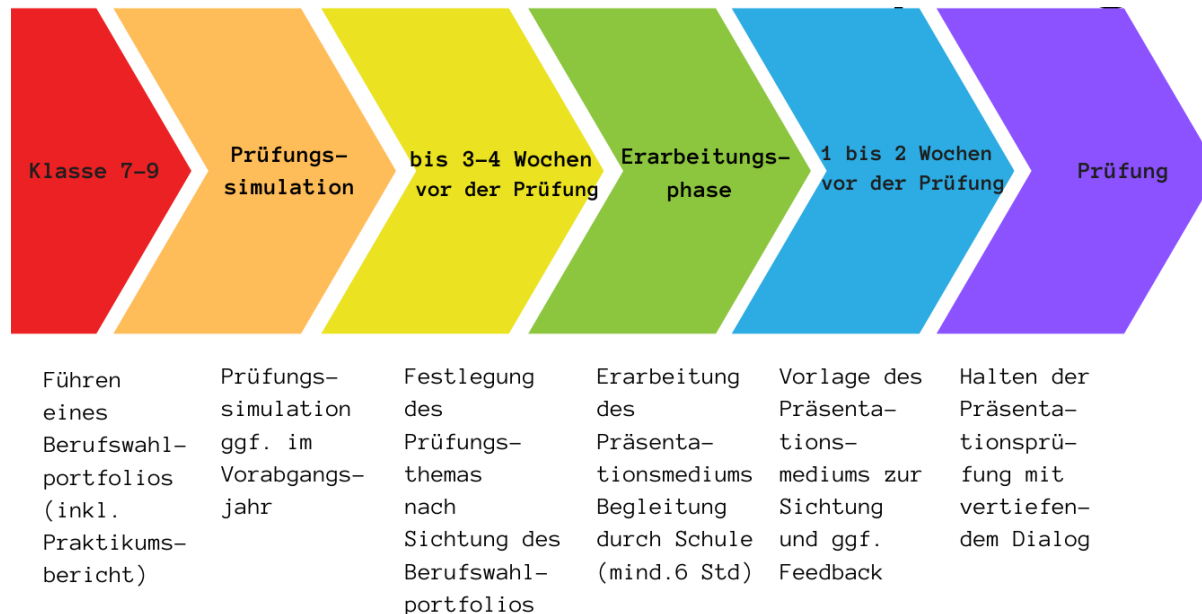 Klasse 7-9
Prüfungs-
simulation
bis 3-4 Wochen
vor der Prüfung
Erarbeitungs-
phase
1 bis 2 Wochen
vor der Prüfung
Prüfung
Führen
eines
Berufswahl-
portfolios
(inkl.
Praktikums-
bericht)
Prüfungs-
simulation
ggf. im
Vorabgangs-
jahr
Festlegung
des
Prüfungs-
themas
nach
Sichtung des
Berufswahl-
portfolios
Erarbeitung
des
Präsenta-
tionsmediums
Begleitung
durch Schule
(mind.6 Std)
Vorlage des
Präsenta-
tions-
mediums zur
Sichtung
und ggf.
Feedback
Halten der
Präsenta-
tionsprü-
fung mit
vertiefen-
dem Dialog